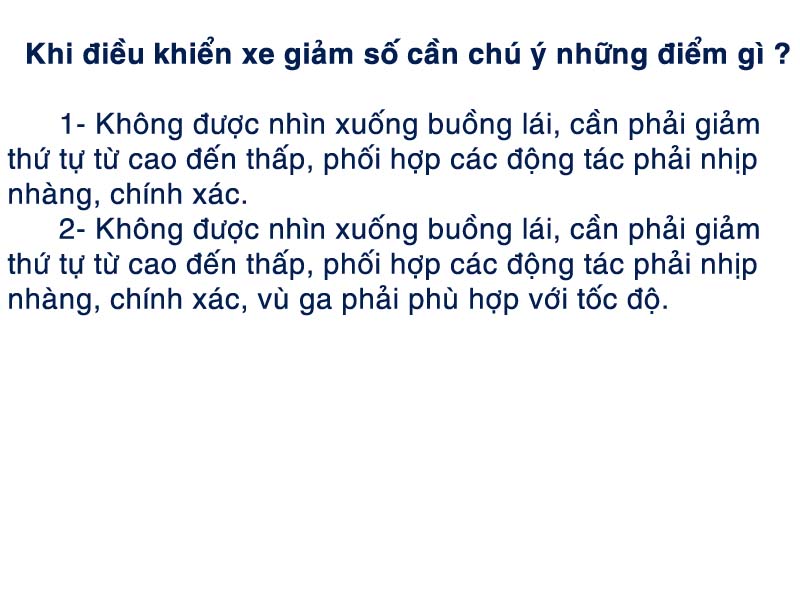 Khi điều khiển xe giảm số cần chú ý những điểm gì ?
1- Không được nhìn xuống buồng lái, cần phải giảm
thứ tự từ cao đến thấp, phối hợp các động tác phải nhịp
nhàng, chính xác.
2- Không được nhìn xuống buồng lái, cần phải giảm
thứ tự từ cao đến thấp, phối hợp các động tác phải nhịp
nhàng, chính xác, vù ga phải phù hợp với tốc độ.